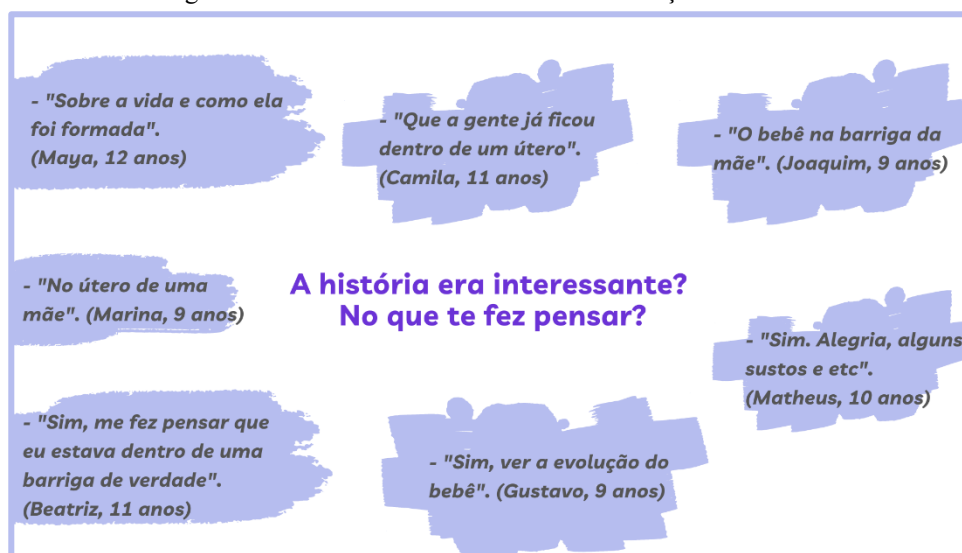 - "Sobre a vida e como ela
foi formada".
(Maya, 12 anos)
- "Que a gente já ficou
dentro de um útero".
(Camila, 11 anos)
- "O bebê na barriga da
mãe". (Joaquim, 9 anos)
- "No útero de uma
mãe". (Marina, 9 anos)
A história era interessante?
No que te fez pensar?
- "Sim. Alegria, alguns
sustos e etc".
(Matheus, 10 anos)
- "Sim, me fez pensar que
eu estava dentro de uma
barriga de verdade".
(Beatriz, 11 anos)
- "Sim, ver a evolução do
bebê". (Gustavo, 9 anos)